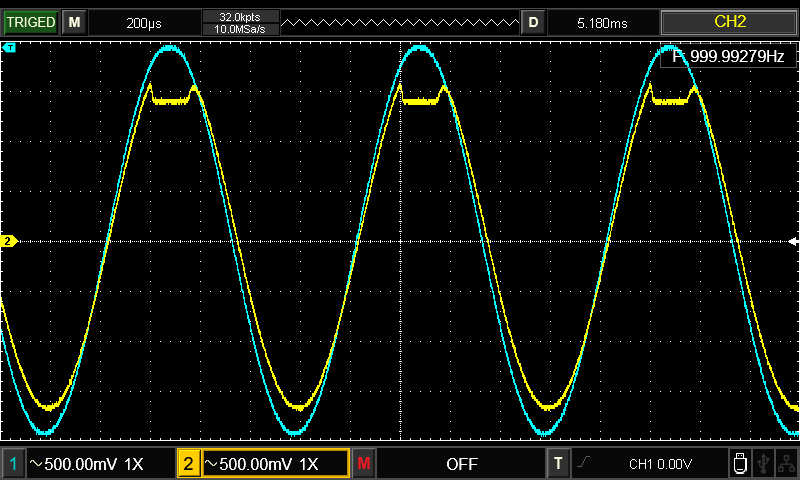 TRIGED M 200μs 32.0kpts D 5.180ms CH2
10.0MSa/s
T F 999.99279Hz
2
1 ~500.00mV 1X 2 ~500.00mV 1X M OFF T CH1 0.00V